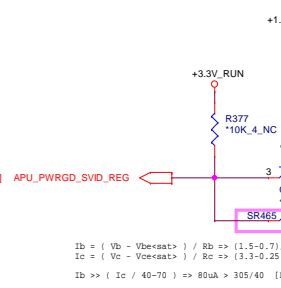 +1.
+3.3V_RUN
R377
*10K_4_NC
APU_PWRGD_SVID_REG
3
SR465
Ib = ( Vb - Vbe<sat> ) / Rb => (1.5-0.7)
Ic = ( Vc - Vce<sat> ) / Rc => (3.3-0.25
Ib >> ( Ic / 40-70 ) => 80uA > 305/40  [